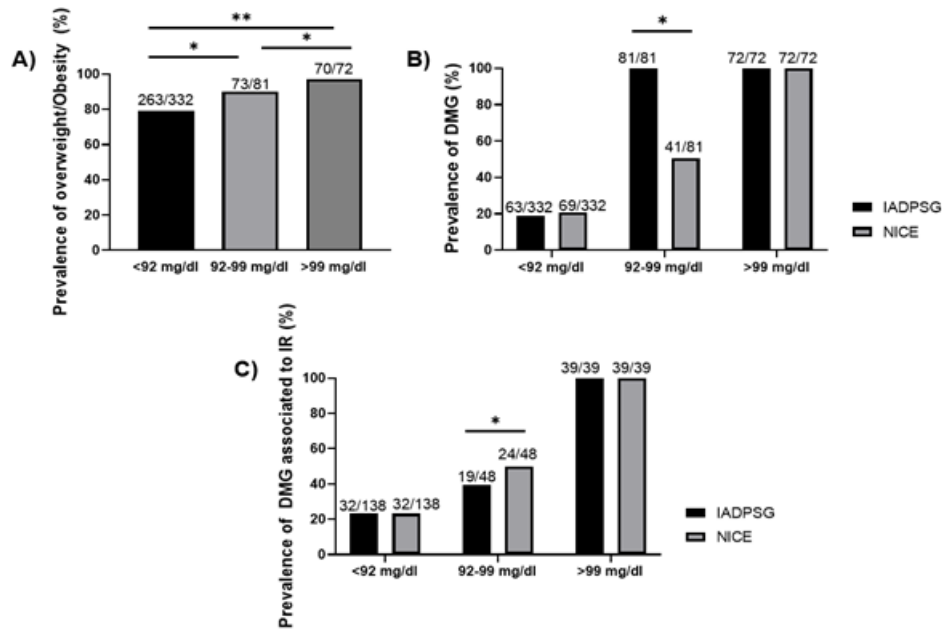 A)
Prevalence of overweight/Obesity (%)
**
*
*
100
80
60
40
20
0
263/332
73/81
70/72
<92 mg/dl
92-99 mg/dl
>99 mg/dl
B)
Prevalence of DMG (%)
*
100
80
60
40
20
0
63/332
69/332
81/81
41/81
72/72
72/72
<92 mg/dl
92-99 mg/dl
>99 mg/dl
IADPSG
NICE
C)
Prevalence of DMG associated to IR (%)
*
100
80
60
40
20
0
32/138
32/138
19/48
24/48
39/39
39/39
<92 mg/dl
92-99 mg/dl
>99 mg/dl
IADPSG
NICE